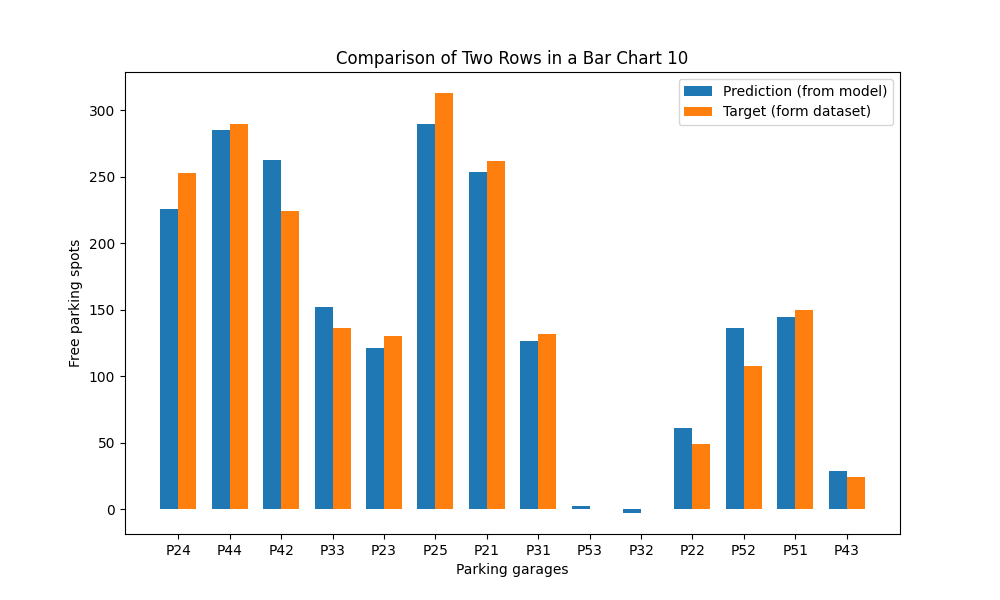 Comparison of Two Rows in a Bar Chart 10
Prediction (from model)
Target (form dataset)
Free parking spots
300
250
200
150
100
50
0
P24 P44 P42 P33 P23 P25 P21 P31 P53 P32 P22 P52 P51 P43
Parking garages